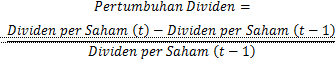 Pertumbuhan Dividen =
Dividen per Saham (t) − Dividen per Saham (t − 1)
Dividen per Saham (t − 1)